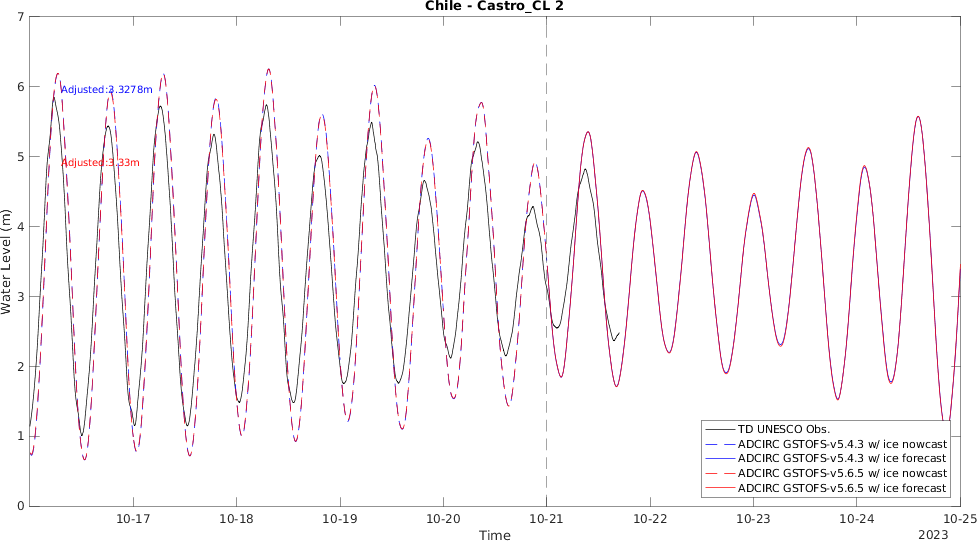 Chile - Castro_CL 2
7
6
5
4
3
2
1
0
Water Level (m)
Adjusted:3.3278m
Adjusted:3.33m
TD UNESCO Obs.
ADCIRC GSTOFS-v5.4.3 w/ ice nowcast
ADCIRC GSTOFS-v5.4.3 w/ ice forecast
ADCIRC GSTOFS-v5.6.5 w/ ice nowcast
ADCIRC GSTOFS-v5.6.5 w/ ice forecast
10-17 10-18 10-19 10-20 10-21 10-22 10-23 10-24 10-25
Time
2023